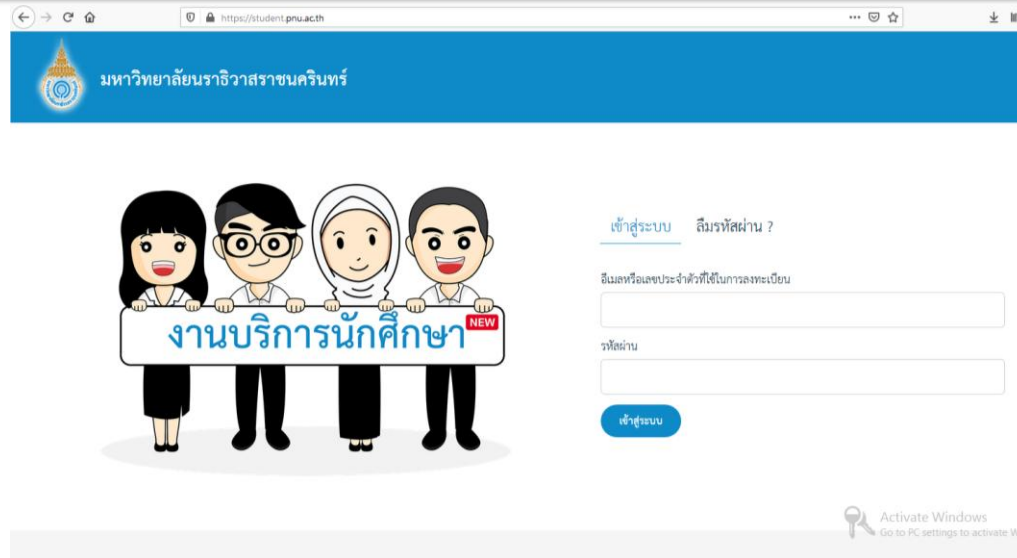 https://student.pnu.ac.th
มหาวิทยาลัยนราธิวาสราชนครินทร์
เข้าสู่ระบบ ลืมรหัสผ่าน ?
อีเมลหรือเลขประจำตัวที่ใช้ในการลงทะเบียน
งานบริการนักศึกษา NEW
รหัสผ่าน
เข้าสู่ระบบ
Activate Windows
Go to PC settings to activate W